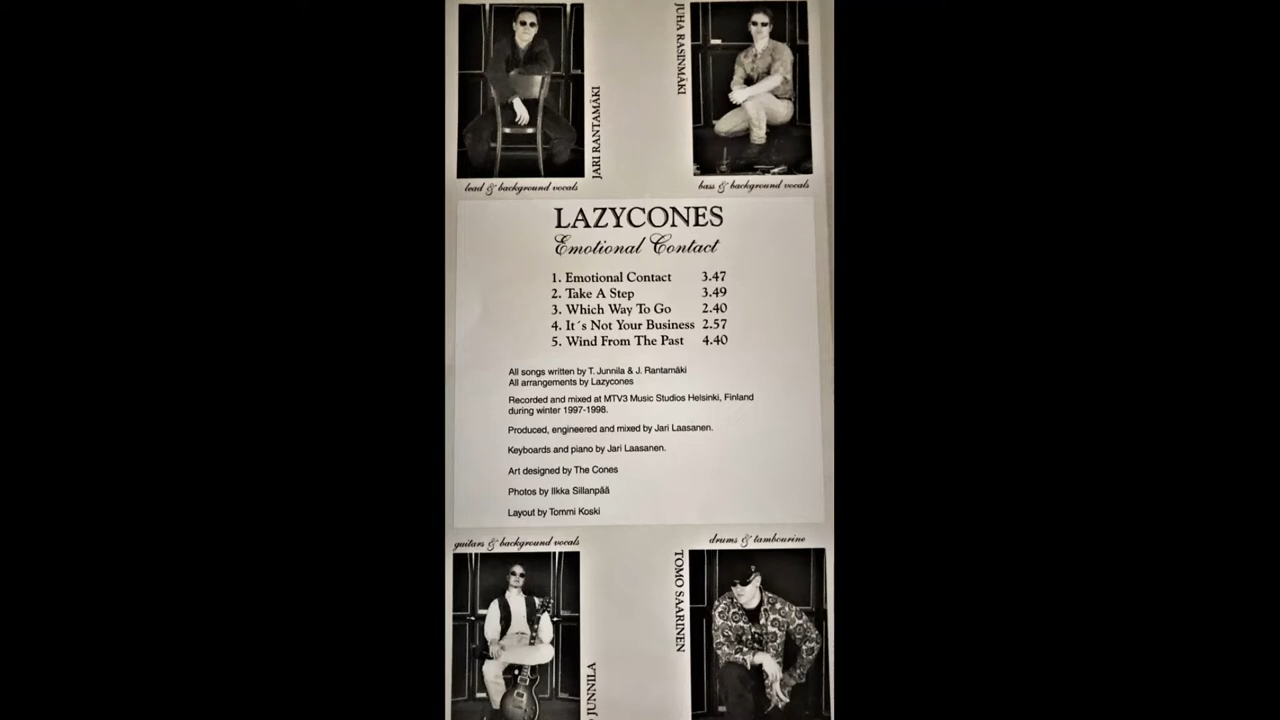 JARI RANTAMÄKI
JUHA RASINMÄKI
lead & background vocals
bass & background vocals
LAZYCONES
Emotional Contact
1. Emotional Contact 3.47
2. Take A Step 3.49
3. Which Way To Go 2.40
4. It´s Not Your Business 2.57
5. Wind From The Past 4.40
All songs written by T. Junnila & J. Rantamäki
All arrangements by Lazycones
Recorded and mixed at MTV3 Music Studios Helsinki, Finland
during winter 1997-1998.
Produced, engineered and mixed by Jari Laasanen.
Keyboards and piano by Jari Laasanen.
Art designed by The Cones
Photos by Ilkka Sillanpää
Layout by Tommi Koski
guitars & background vocals
drums & tambourine
JUNNILA
TOMO SAARINEN